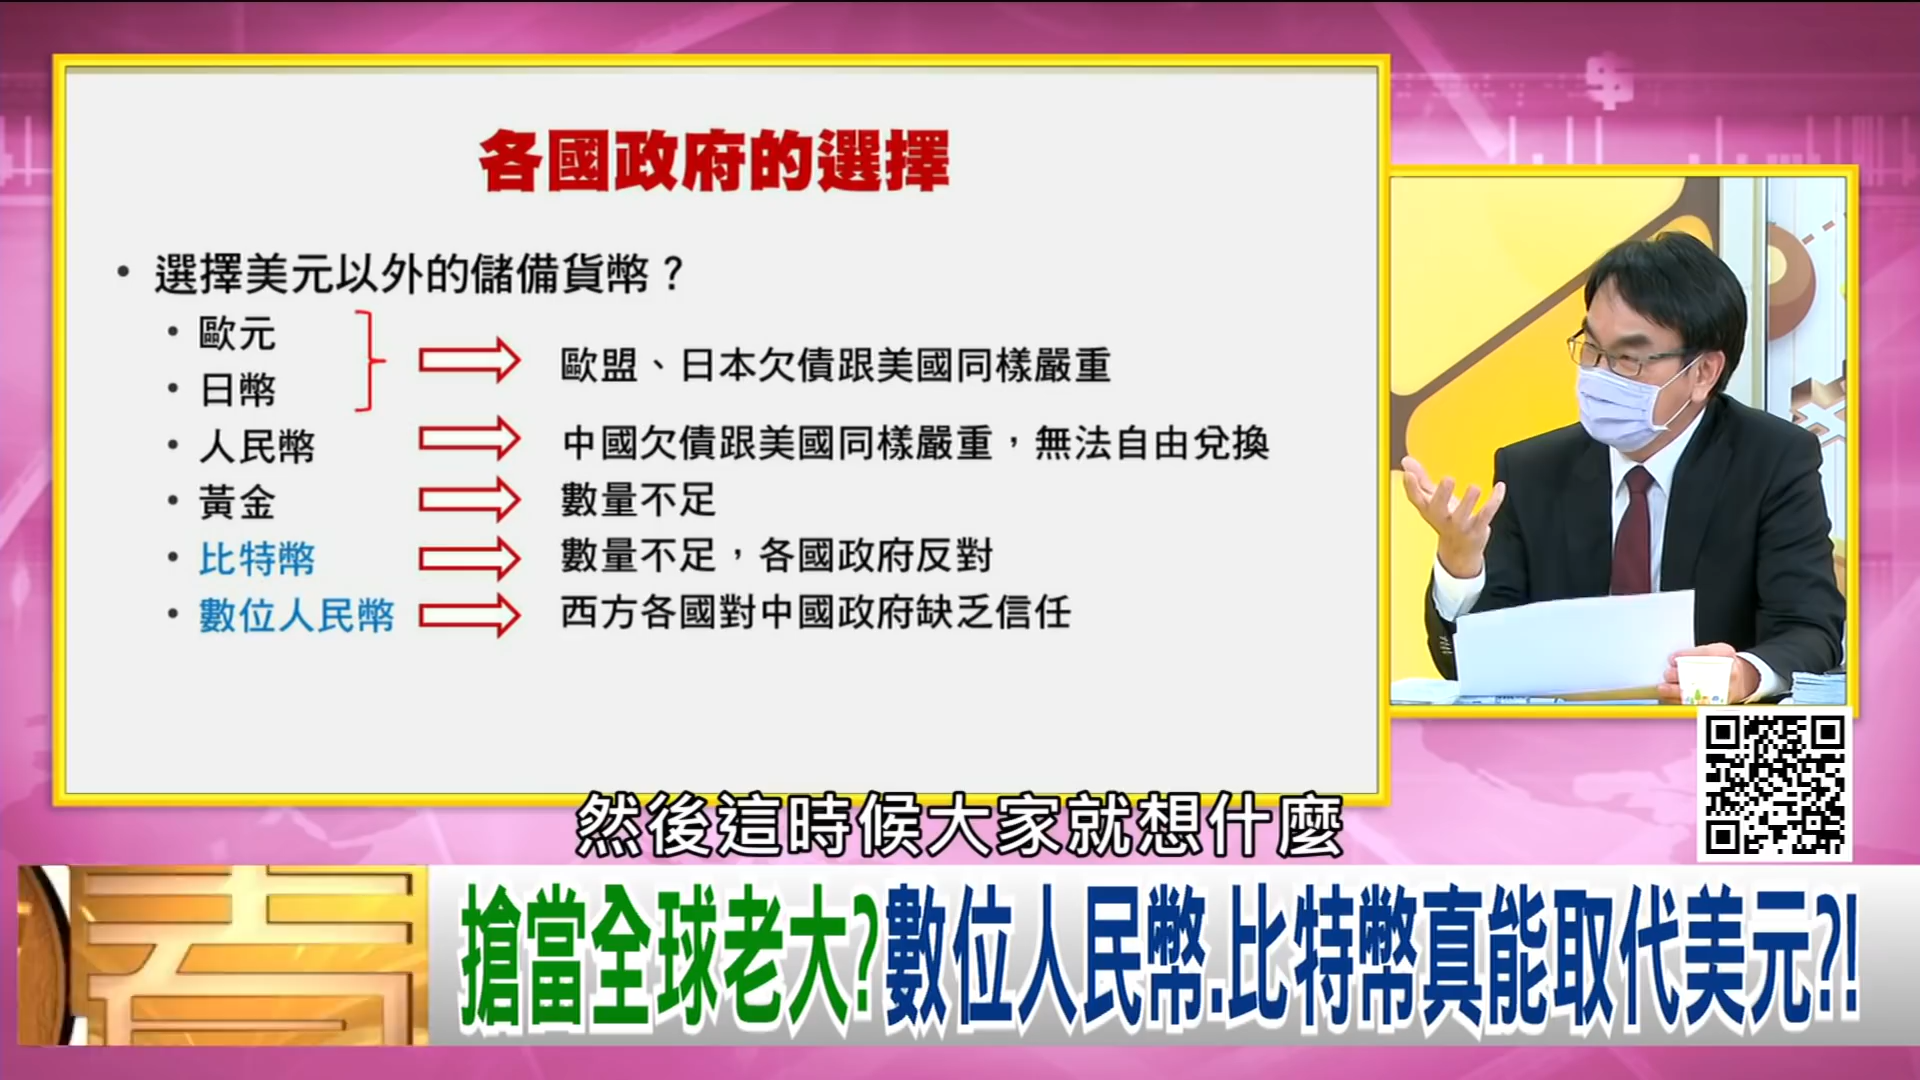 各國政府的選擇
• 選擇美元以外的儲備貨幣？
• 歐元
• 日幣
歐盟、日本欠債跟美國同樣嚴重
• 人民幣
中國欠債跟美國同樣嚴重，無法自由兌換
• 黃金
數量不足
• 比特幣
數量不足，各國政府反對
• 數位人民幣
西方各國對中國政府缺乏信任
然後這時候大家就想什麼
搶當全球老大?數位人民幣.比特幣真能取代美元?!